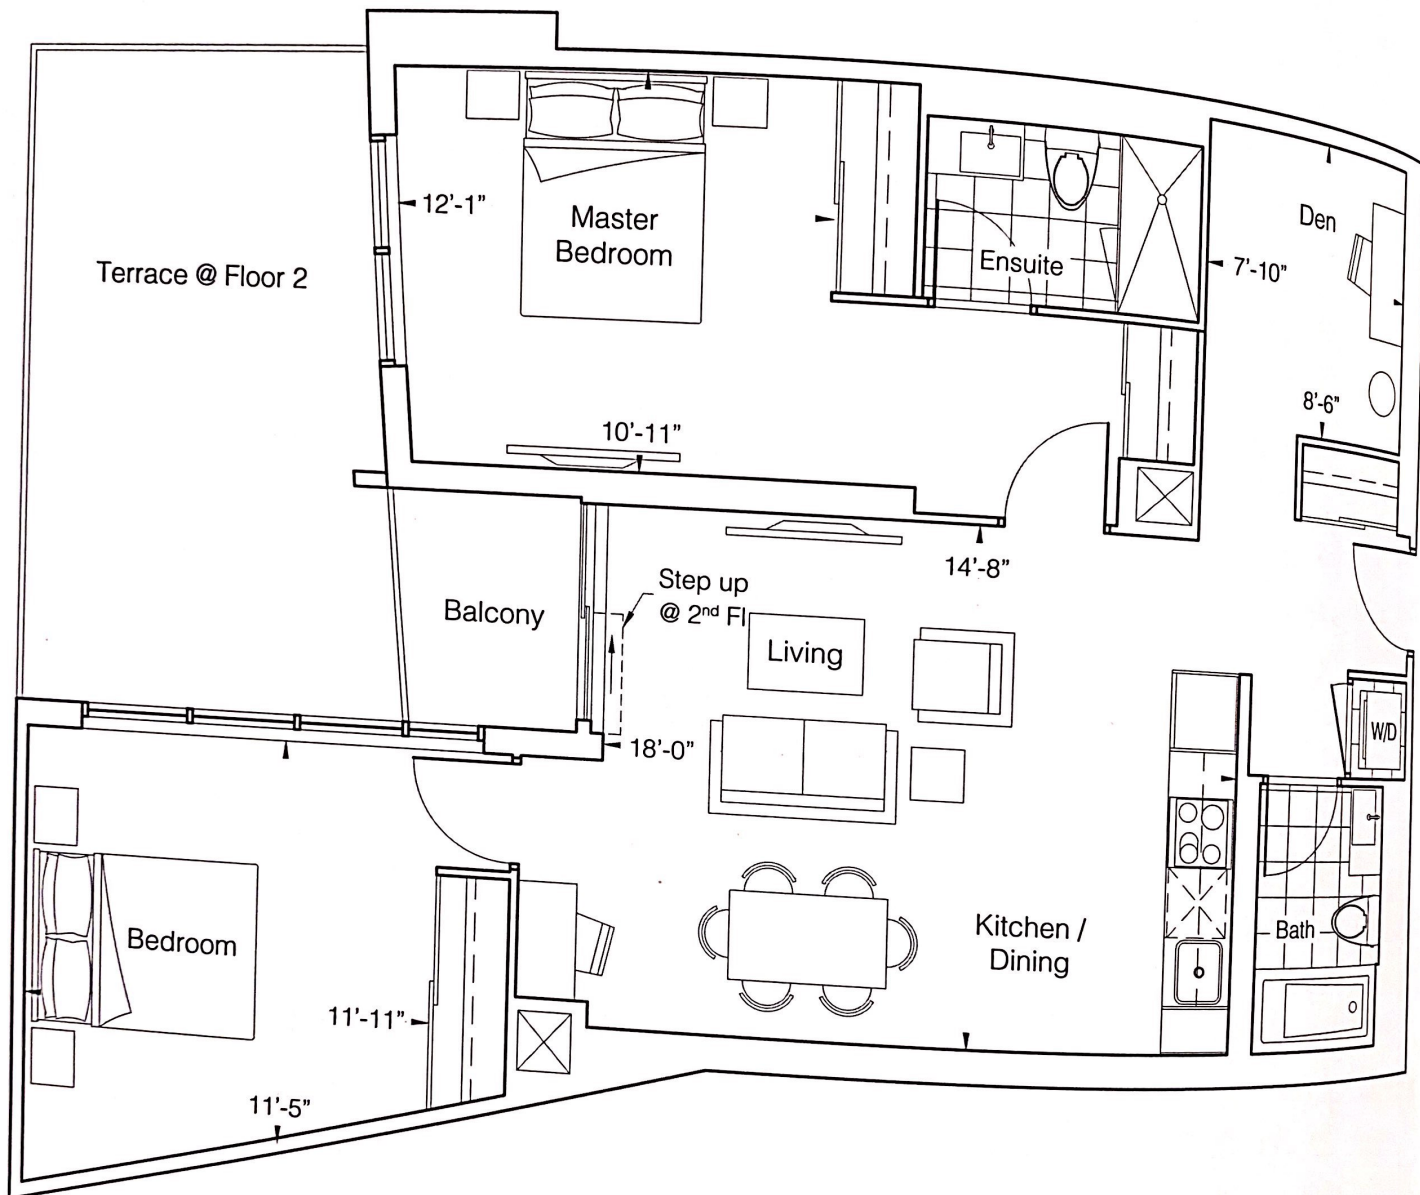 12'-1"
Master
Bedroom
Den
Ensuite
7'-10"
Terrace @ Floor 2
8'-6"
10'-11"
14'-8"
Step up
@ 2nd Fl
Balcony
Living
18'-0"
W/D
Kitchen /
Dining
Bath
Bedroom
11'-11"
11'-5"